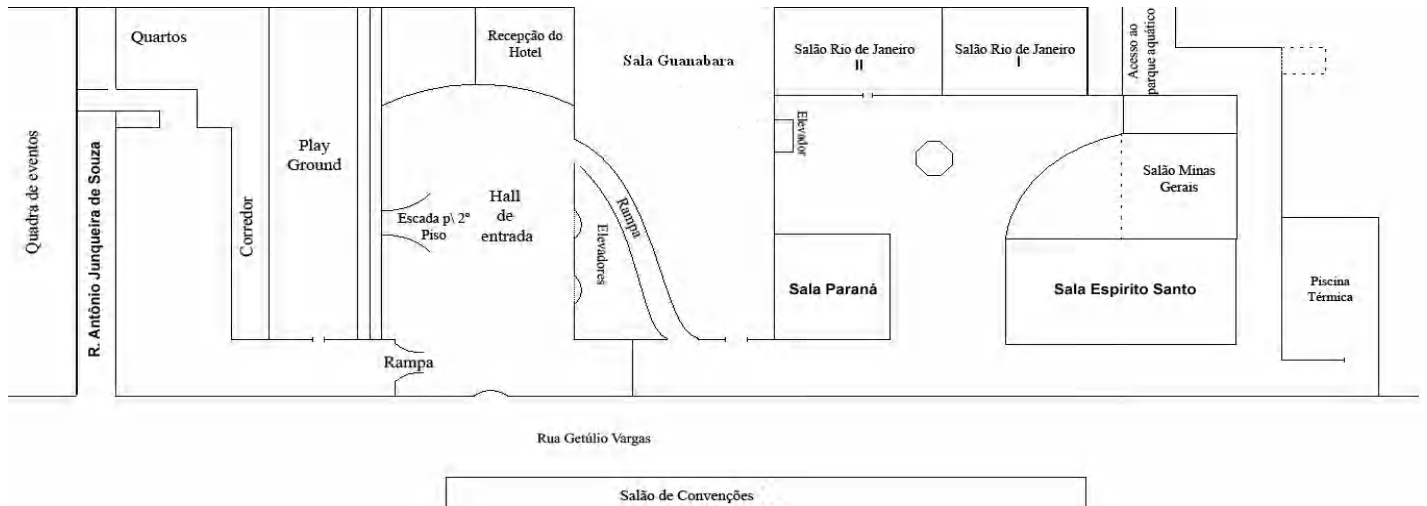 Quartos
Recepção do
Hotel
Sala Guanabara
Salão Rio de Janeiro
II
Salão Rio de Janeiro
I
Acesso ao
parque aquático
Quadra de eventos
R. Antônio Junqueira de Souza
Corredor
Play
Ground
Escada p\ 2º
Piso
Hall
de
entrada
Elevadores
Rampa
Elevador
Salão Minas
Gerais
Sala Paraná
Sala Espirito Santo
Piscina
Térmica
Rampa
Rua Getúlio Vargas
Salão de Convenções